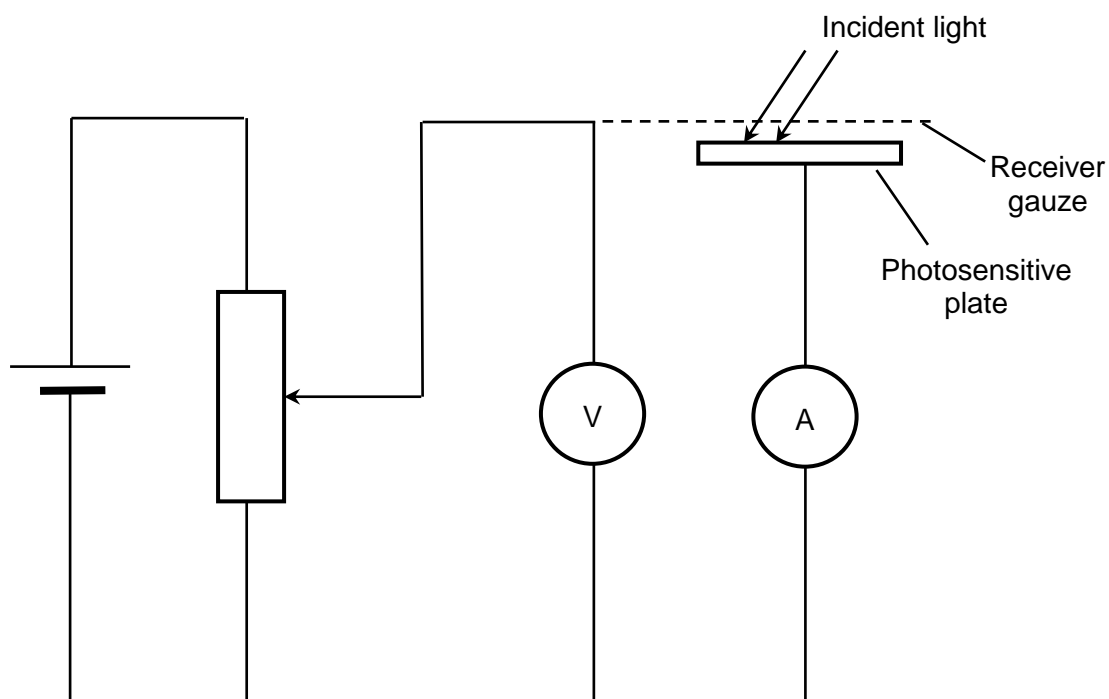 Incident light
Receiver
gauze
Photosensitive
plate
V
A